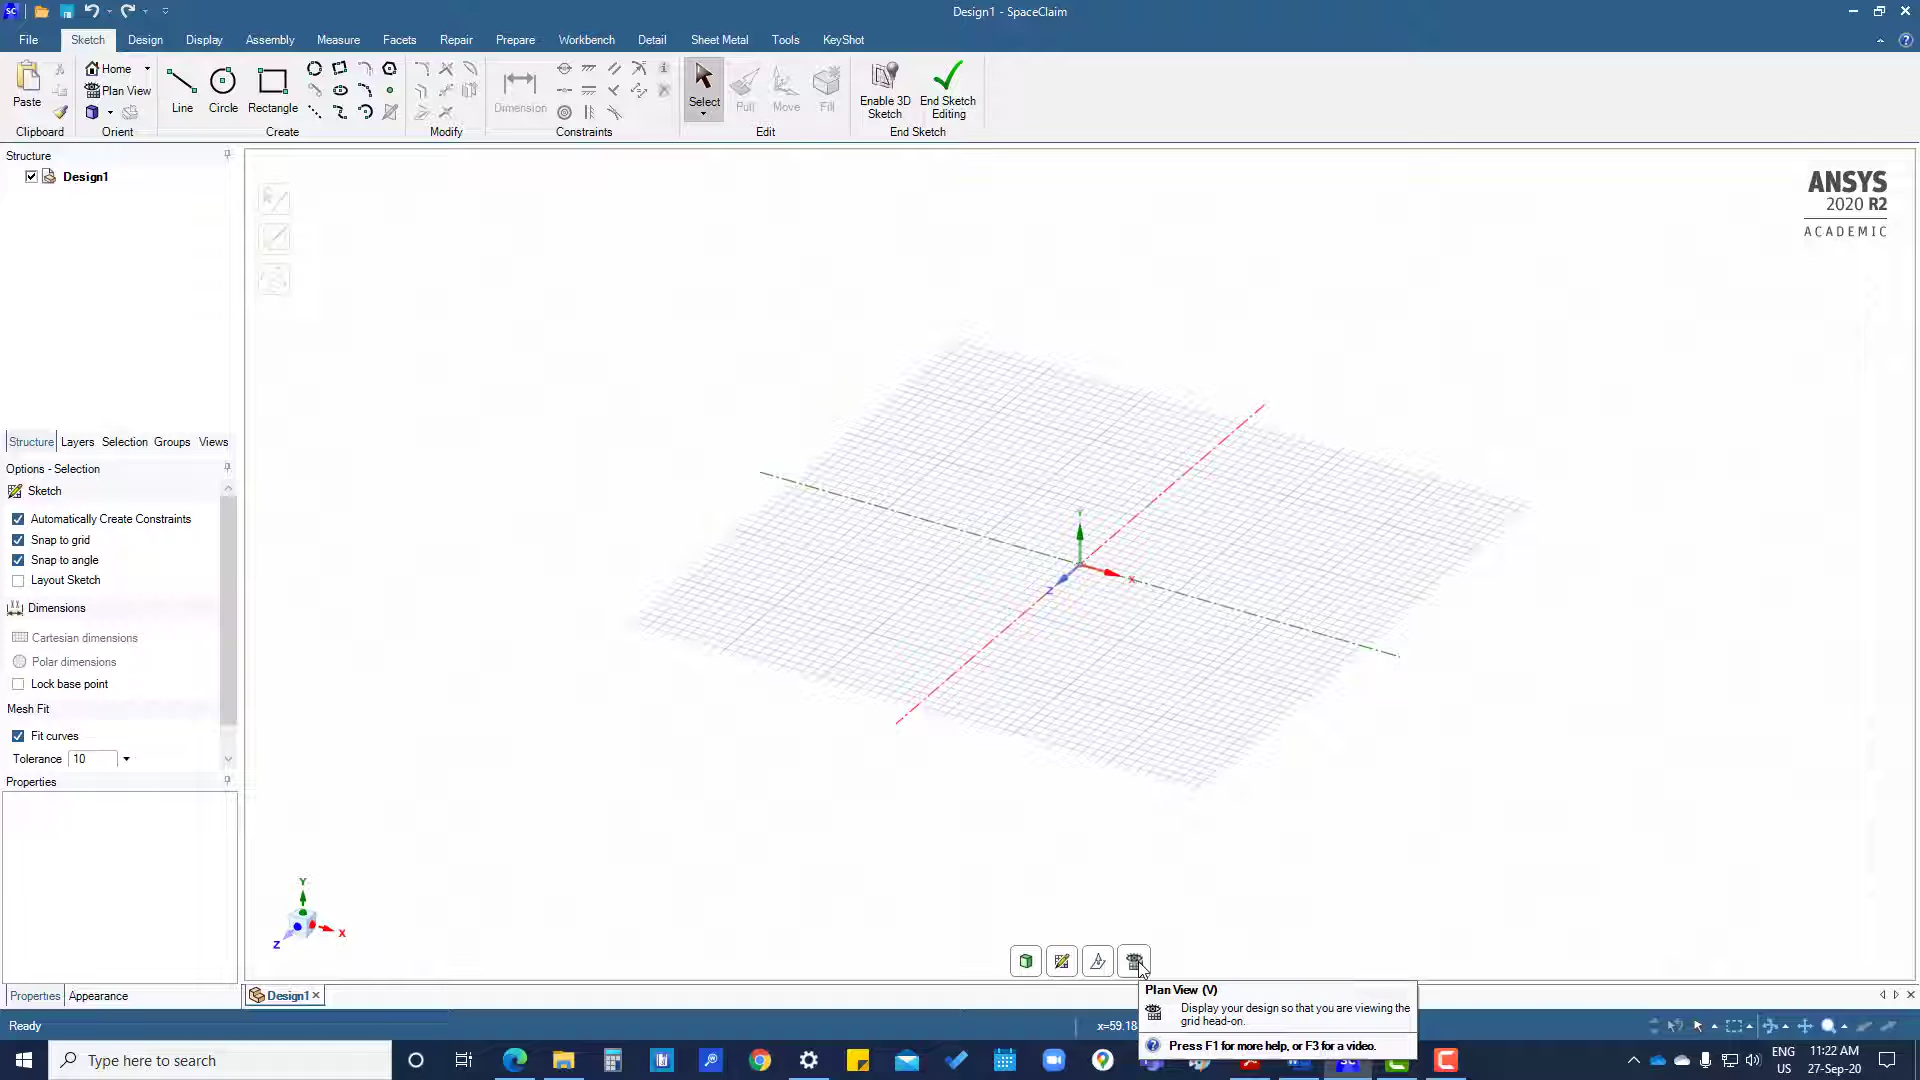 Design1 - SpaceClaim
File Sketch Design Display Assembly Measure Facets Repair Prepare Workbench Detail Sheet Metal Tools KeyShot
Paste
Home
Plan View
Line Circle Rectangle
Dimension
Select Pull Move Fill
Enable 3D Sketch
End Sketch Editing
Clipboard Orient Create Modify Constraints Edit End Sketch
Structure
Design1
ANSYS
2020 R2
ACADEMIC
Structure Layers Selection Groups Views
Options - Selection
Sketch
Automatically Create Constraints
Snap to grid
Snap to angle
Layout Sketch
Dimensions
Cartesian dimensions
Polar dimensions
Lock base point
Mesh Fit
Fit curves
Tolerance 10
Properties
Y
X
Z
Y
X
Z
Properties Appearance
Design1
Plan View (V)
Display your design so that you are viewing the
grid head-on.
Press F1 for more help, or F3 for a video.
Ready
x=59.18
Type here to search
ENG
US
11:22 AM
27-Sep-20